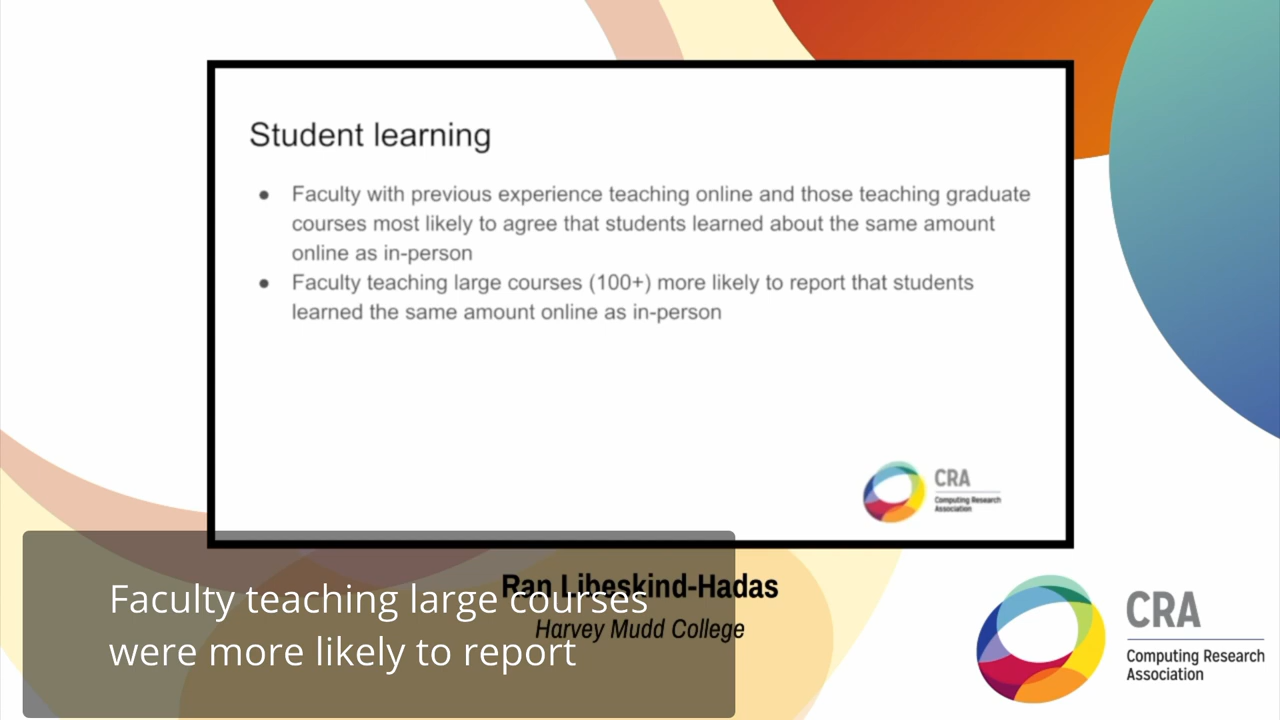 Student learning
● Faculty with previous experience teaching online and those teaching graduate
courses most likely to agree that students learned about the same amount
online as in-person
● Faculty teaching large courses (100+) more likely to report that students
learned the same amount online as in-person
CRA
Computing Research
Association
Ran Libeskind-Hadas
Harvey Mudd College
Faculty teaching large courses
were more likely to report
CRA
Computing Research
Association